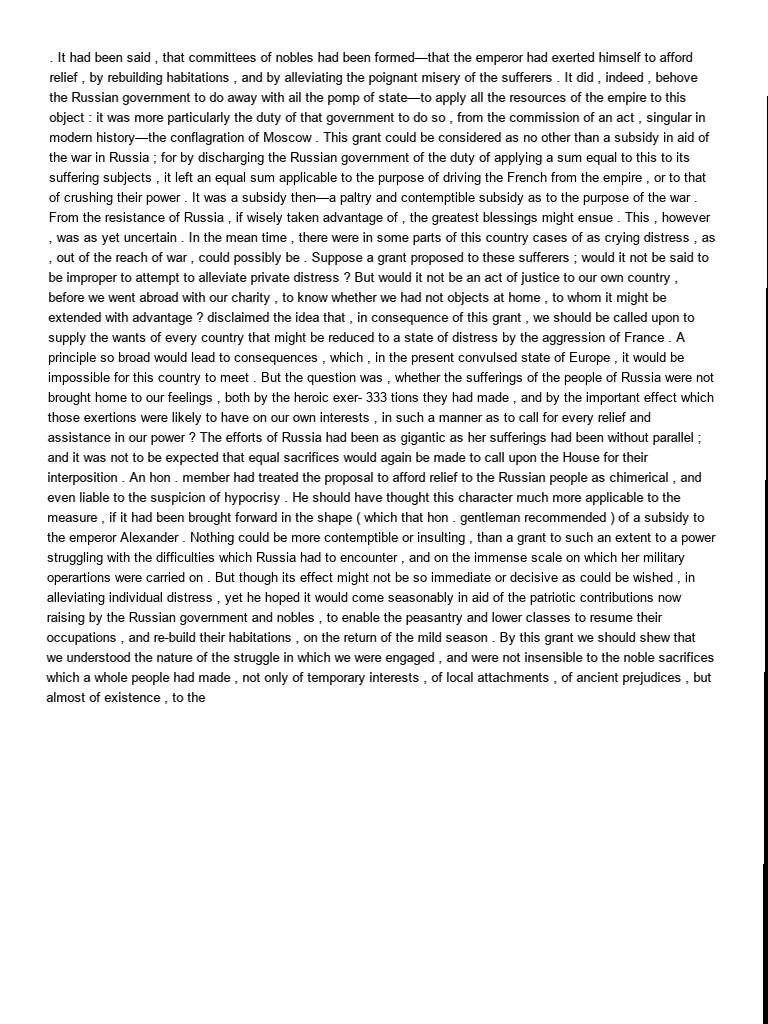 . It had been said , that committees of nobles had been formed—that the emperor had exerted himself to afford
relief , by rebuilding habitations , and by alleviating the poignant misery of the sufferers . It did , indeed , behove
the Russian government to do away with ail the pomp of state—to apply all the resources of the empire to this
object : it was more particularly the duty of that government to do so , from the commission of an act , singular in
modern history—the conflagration of Moscow . This grant could be considered as no other than a subsidy in aid of
the war in Russia ; for by discharging the Russian government of the duty of applying a sum equal to this to its
suffering subjects , it left an equal sum applicable to the purpose of driving the French from the empire , or to that
of crushing their power . It was a subsidy then—a paltry and contemptible subsidy as to the purpose of the war .
From the resistance of Russia , if wisely taken advantage of , the greatest blessings might ensue . This , however
, was as yet uncertain . In the mean time , there were in some parts of this country cases of as crying distress , as
, out of the reach of war , could possibly be . Suppose a grant proposed to these sufferers ; would it not be said to
be improper to attempt to alleviate private distress ? But would it not be an act of justice to our own country ,
before we went abroad with our charity , to know whether we had not objects at home , to whom it might be
extended with advantage ? disclaimed the idea that , in consequence of this grant , we should be called upon to
supply the wants of every country that might be reduced to a state of distress by the aggression of France . A
principle so broad would lead to consequences , which , in the present convulsed state of Europe , it would be
impossible for this country to meet . But the question was , whether the sufferings of the people of Russia were not
brought home to our feelings , both by the heroic exer- 333 tions they had made , and by the important effect which
those exertions were likely to have on our own interests , in such a manner as to call for every relief and
assistance in our power ? The efforts of Russia had been as gigantic as her sufferings had been without parallel ;
and it was not to be expected that equal sacrifices would again be made to call upon the House for their
interposition . An hon . member had treated the proposal to afford relief to the Russian people as chimerical , and
even liable to the suspicion of hypocrisy . He should have thought this character much more applicable to the
measure , if it had been brought forward in the shape ( which that hon . gentleman recommended ) of a subsidy to
the emperor Alexander . Nothing could be more contemptible or insulting , than a grant to such an extent to a power
struggling with the difficulties which Russia had to encounter , and on the immense scale on which her military
operartions were carried on . But though its effect might not be so immediate or decisive as could be wished , in
alleviating individual distress , yet he hoped it would come seasonably in aid of the patriotic contributions now
raising by the Russian government and nobles , to enable the peasantry and lower classes to resume their
occupations , and re-build their habitations , on the return of the mild season . By this grant we should shew that
we understood the nature of the struggle in which we were engaged , and were not insensible to the noble sacrifices
which a whole people had made , not only of temporary interests , of local attachments , of ancient prejudices , but
almost of existence , to the